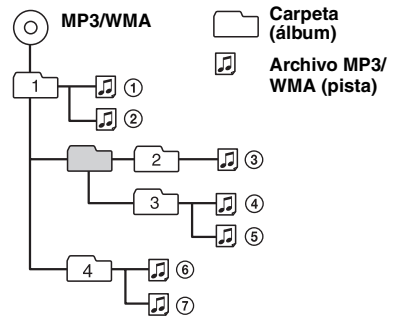 MP3/WMA
Carpeta
(álbum)
Archivo MP3/
WMA (pista)
1
①
②
2
③
3
④
⑤
4
⑥
⑦